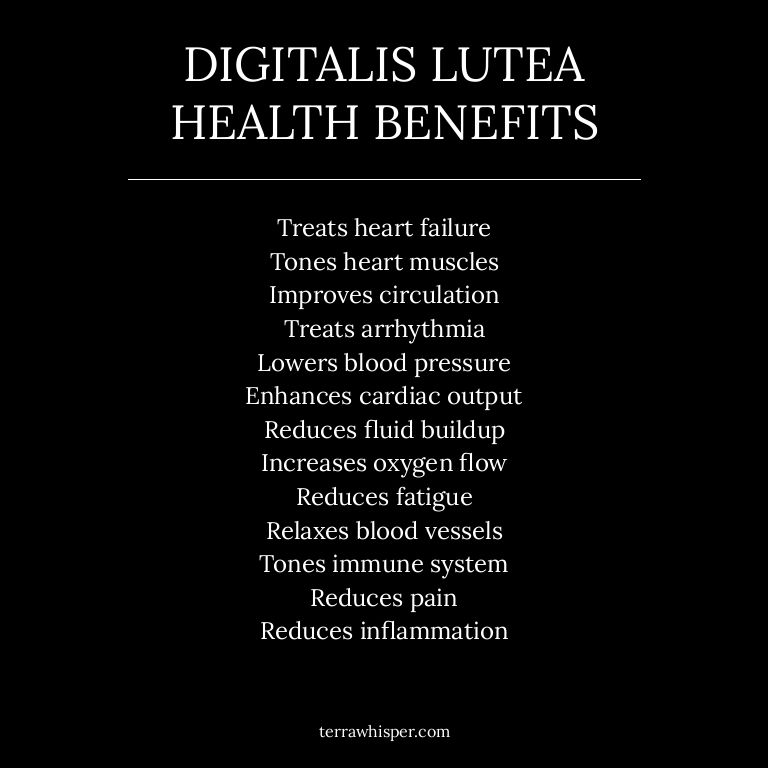 DIGITALIS LUTEA
HEALTH BENEFITS
Treats heart failure
Tones heart muscles
Improves circulation
Treats arrhythmia
Lowers blood pressure
Enhances cardiac output
Reduces fluid buildup
Increases oxygen flow
Reduces fatigue
Relaxes blood vessels
Tones immune system
Reduces pain
Reduces inflammation
terrawhisper.com